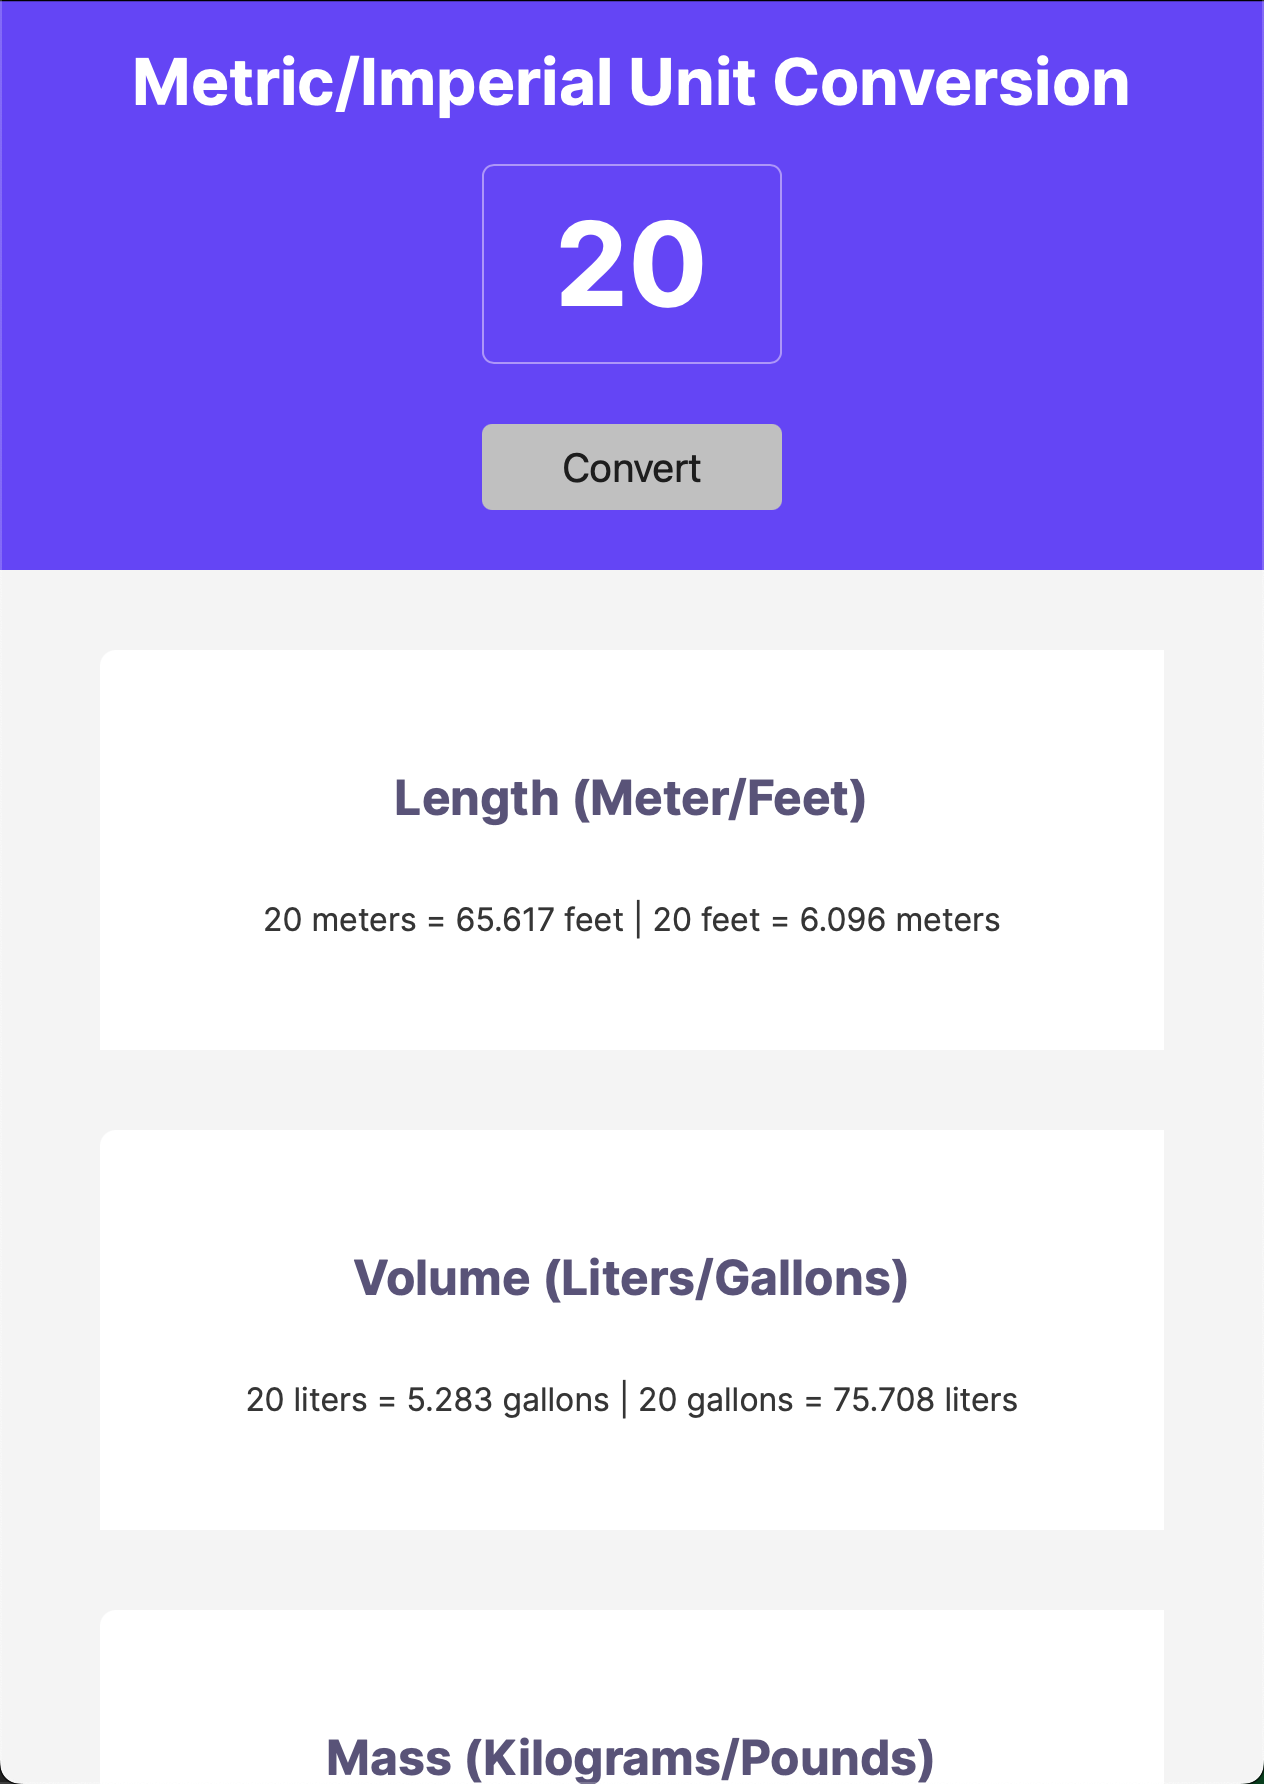 Metric/Imperial Unit Conversion
20
Convert
Length (Meter/Feet)
20 meters = 65.617 feet | 20 feet = 6.096 meters
Volume (Liters/Gallons)
20 liters = 5.283 gallons | 20 gallons = 75.708 liters
Mass (Kilograms/Pounds)